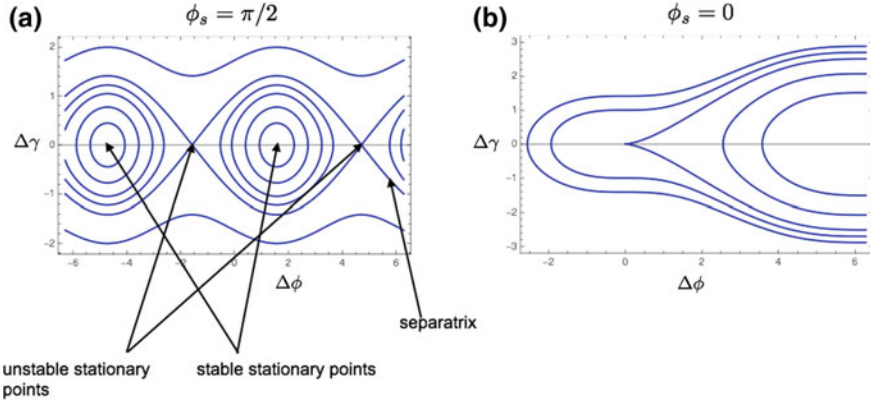 (a)
ϕₛ = π/2
2
1
Δγ 0
-1
-2
-6 -4 -2 0 2 4 6
Δϕ
separatrix
unstable stationary
points
stable stationary points
(b)
ϕₛ = 0
3
2
1
Δγ 0
-1
-2
-3
-2 0 2 4 6
Δϕ